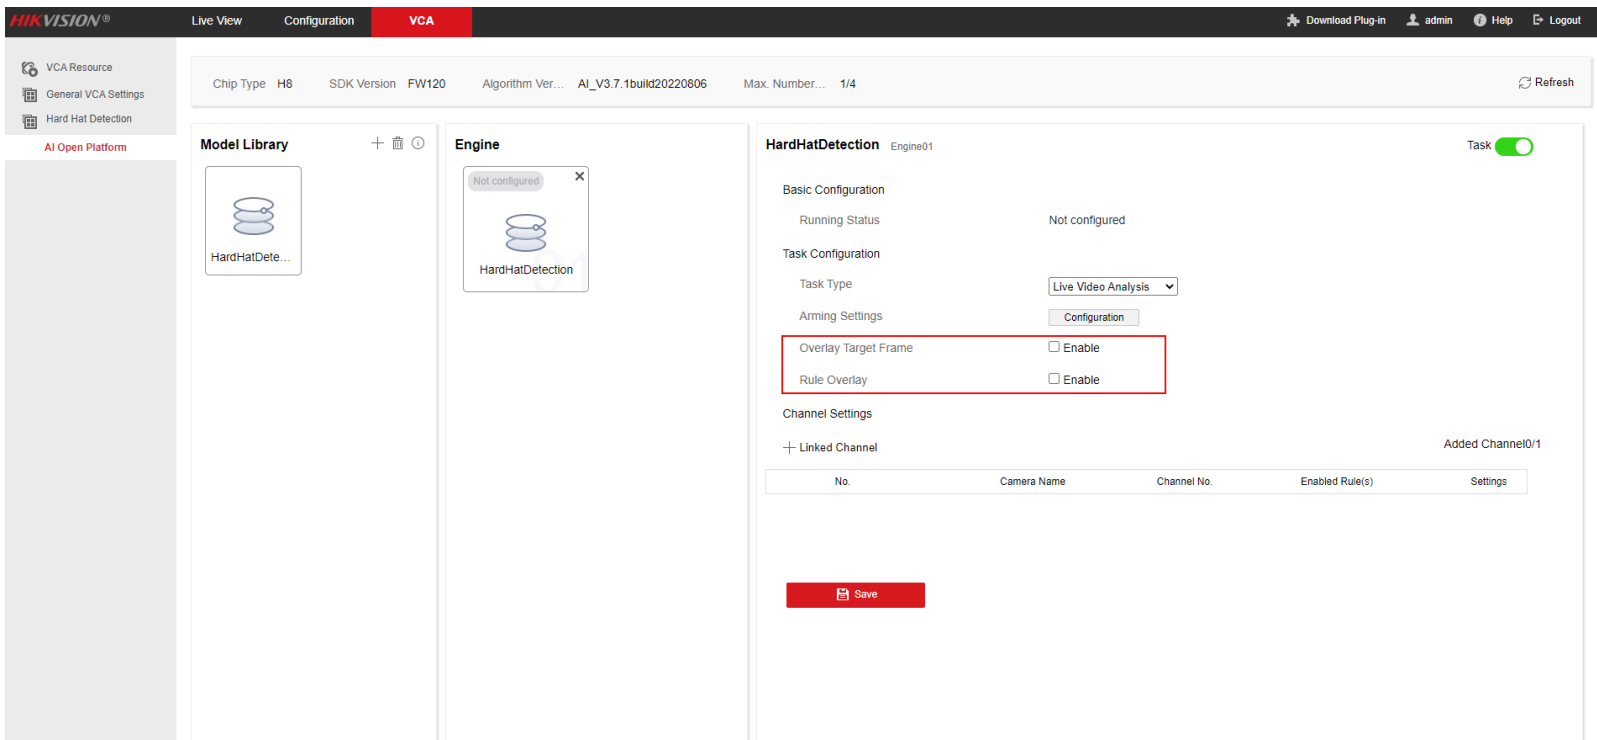 HIKVISION® Live View Configuration VCA Download Plug-in admin Help Logout
VCA Resource
General VCA Settings
Hard Hat Detection
AI Open Platform
Chip Type H8 SDK Version FW120 Algorithm Ver... AI_V3.7.1build20220806 Max. Number... 1/4 Refresh
Model Library
HardHatDete...
Engine
Not configured
01
HardHatDetection
HardHatDetection Engine01 Task
Basic Configuration
Running Status Not configured
Task Configuration
Task Type Live Video Analysis
Arming Settings Configuration
Overlay Target Frame Enable
Rule Overlay Enable
Channel Settings
Linked Channel Added Channel0/1
No. Camera Name Channel No. Enabled Rule(s) Settings
Save